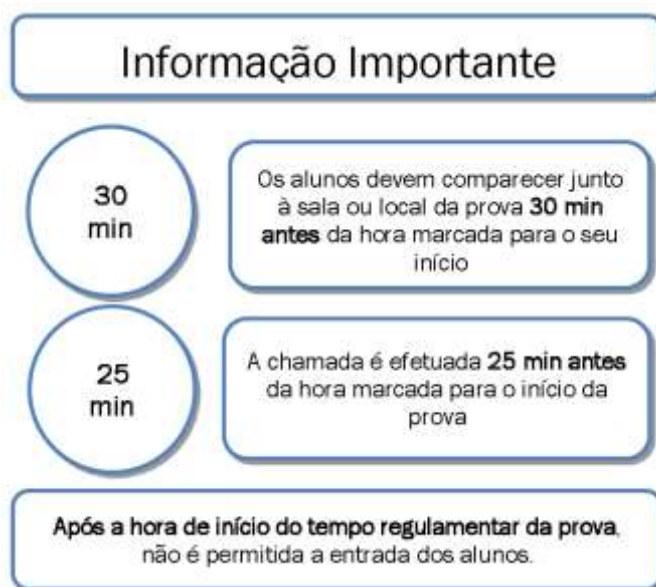 Informação Importante
30
min
Os alunos devem comparecer junto
à sala ou local da prova 30 min
antes da hora marcada para o seu
início
25
min
A chamada é efetuada 25 min antes
da hora marcada para o início da
prova
Após a hora de início do tempo regulamentar da prova,
não é permitida a entrada dos alunos.